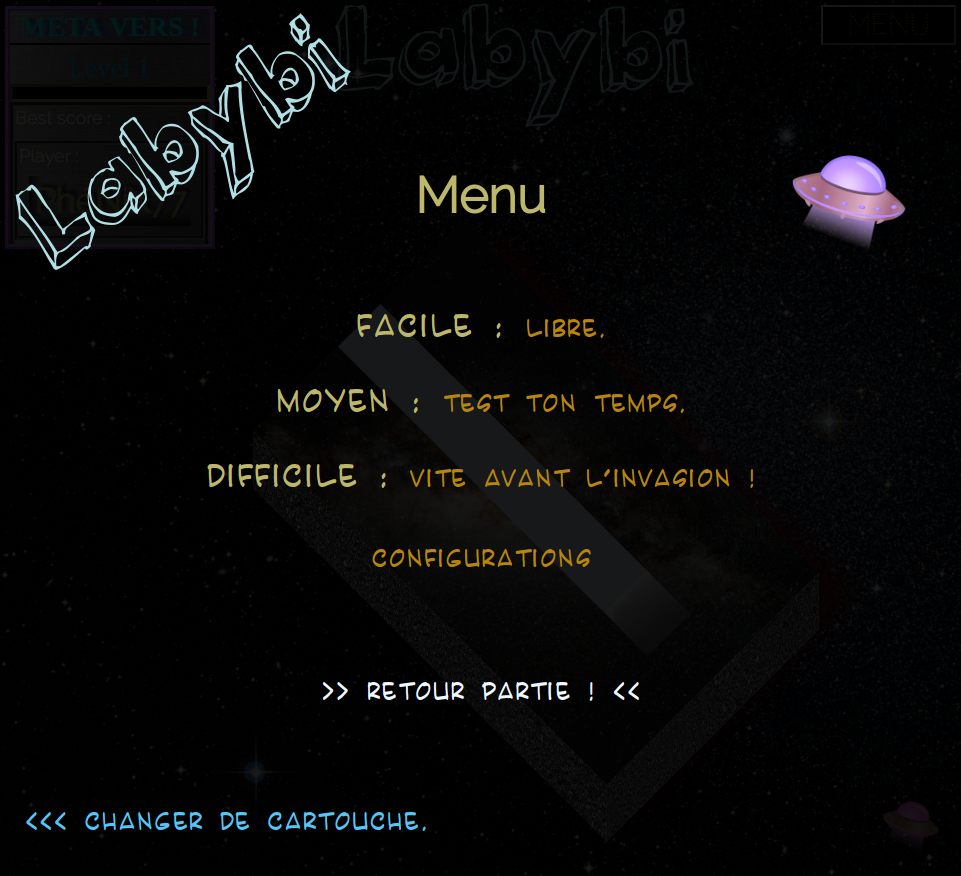 META VERS !
Labybi
MENU
Level 1
Best score :
Player :
Labybi
Menu
FACILE : LIBRE.
MOYEN : TEST TON TEMPS.
DIFFICILE : VITE AVANT L'INVASION !
CONFIGURATIONS
>> RETOUR PARTIE ! <<
<<< CHANGER DE CARTOUCHE.